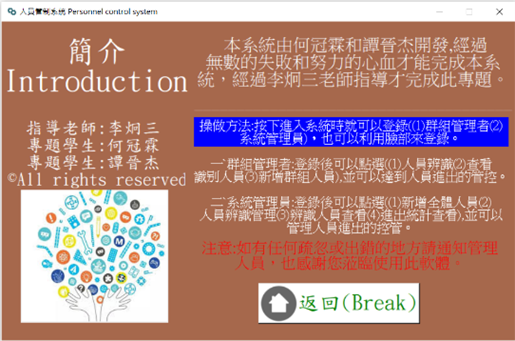 人員管制系統 Personnel control system
簡介
Introduction
指導老師:李炯三
專題學生:何冠霖
專題學生:譚晉杰
©All rights reserved
本系統由何冠霖和譚晉杰開發,經過
無數的失敗和努力的心血才能完成本系
統，經過李炯三老師指導才完成此專題。
操做方法:按下進入系統時就可以登錄((1)群組管理者(2)
系統管理員)，也可以利用臉部來登錄。
一:群組管理者:登錄後可以點選((1)人員辨識(2)查看
識別人員(3)新增群組人員),並可以達到人員進出的管控。
二:系統管理員:登錄後可以點選((1)新增全體人員(2)
人員辨識管理(3)辨識人員查看(4)進出統計查看),並可以
管理人員進出的控管。
注意:如有任何疏忽或出錯的地方請通知管理
人員，也感謝您蒞臨使用此軟體。
返回(Break)